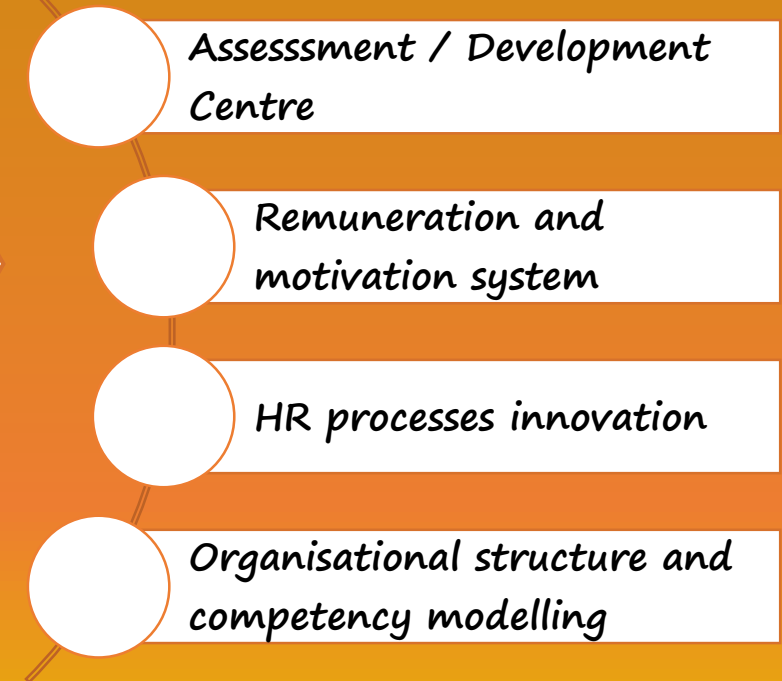 Assesssment / Development
Centre
Remuneration and
motivation system
HR processes innovation
Organisational structure and
competency modelling